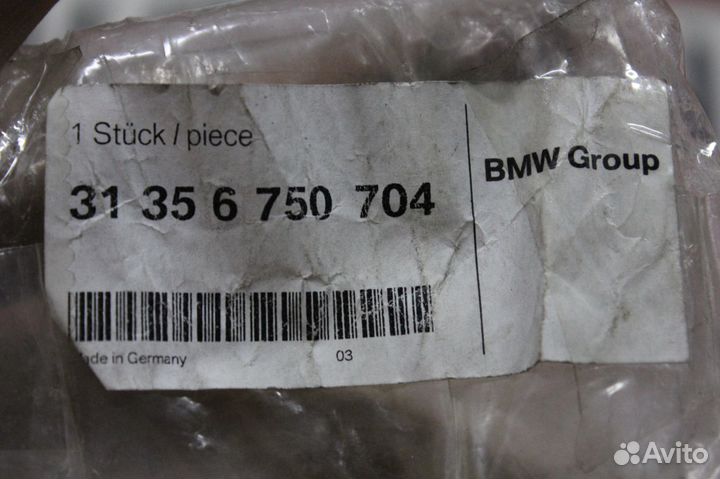 1 Stück / piece
BMW Group
31 35 6 750 704
ade in Germany
03
Avito